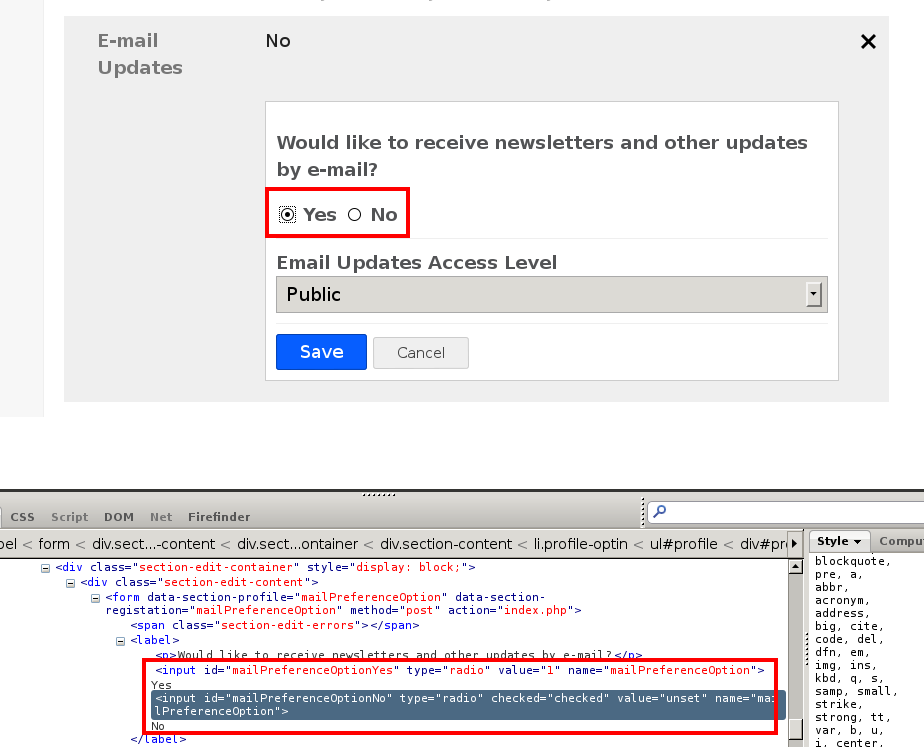 E-mail
Updates
No
Would like to receive newsletters and other updates
by e-mail?
Yes No
Email Updates Access Level
Public
Save Cancel
CSS Script DOM Net Firefinder
< form < div.sect...-content < div.sect...ontainer < div.section-content < li.profile-optin < ul#profile <
Style
<div class="section-edit-container" style="display: block;">
<div class="section-edit-content">
<form data-section-profile="mailPreferenceOption" data-section-
registation="mailPreferenceOption" method="post" action="index.php">
<span class="section-edit-errors"></span>
<label>
<p>Would like to receive newsletters and other updates by e-mail?</p>
<input id="mailPreferenceOptionYes" type="radio" value="1" name="mailPreferenceOption">
Yes
<input id="mailPreferenceOptionNo" type="radio" checked="checked" value="unset" name="mai
lPreferenceOption">
No
</label>
blockquote,
pre, a,
abbr,
acronym,
address,
big, cite,
code, del,
dfn, em,
img, ins,
kbd, q, s,
samp, small,
strike,
strong, tt,
var, b, u,
i, center,